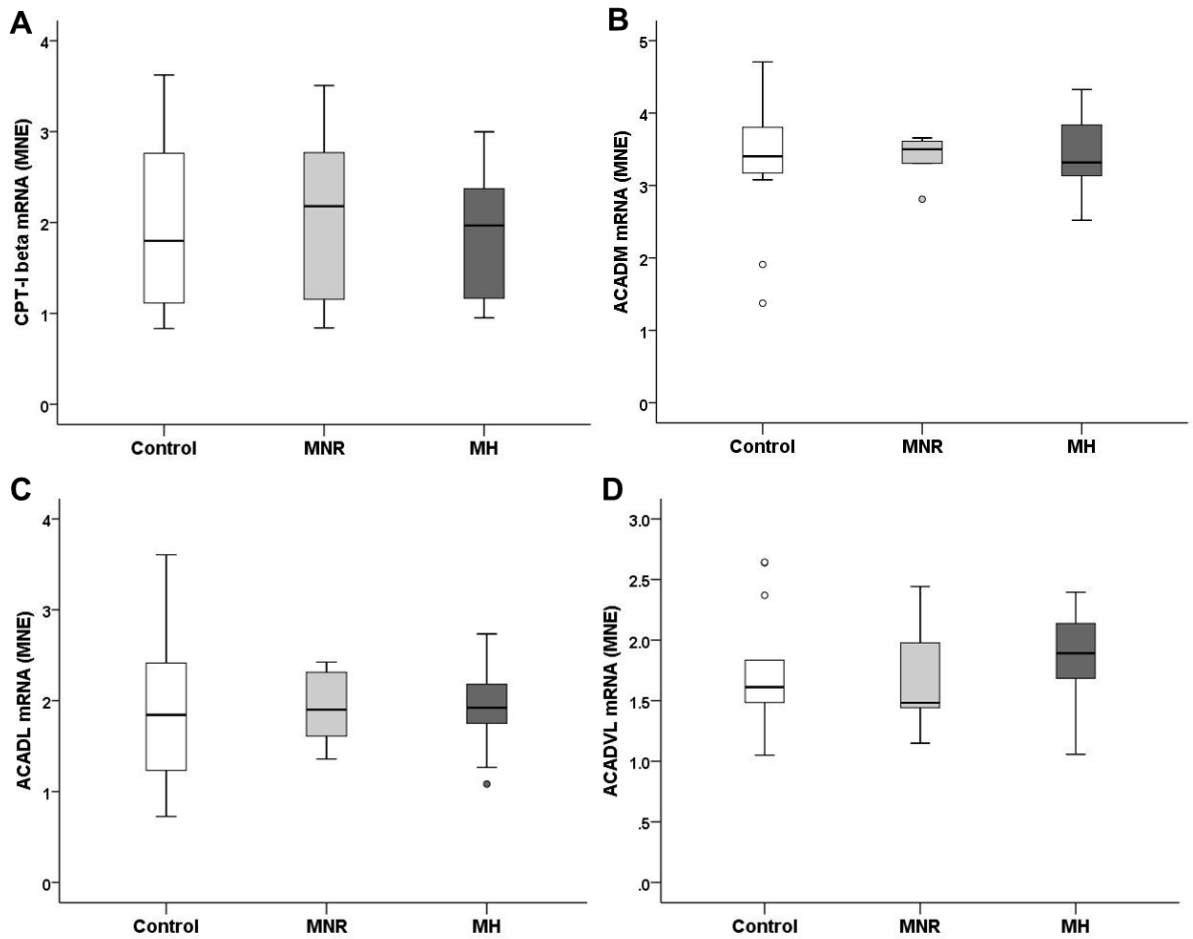 A
CPT-I beta mRNA (MNE)
4
3
2
1
0
Control MNR MH
B
ACADM mRNA (MNE)
5
4
3
2
1
0
Control MNR MH
C
ACADL mRNA (MNE)
4
3
2
1
0
Control MNR MH
D
ACADVL mRNA (MNE)
3.0
2.5
2.0
1.5
1.0
.5
.0
Control MNR MH